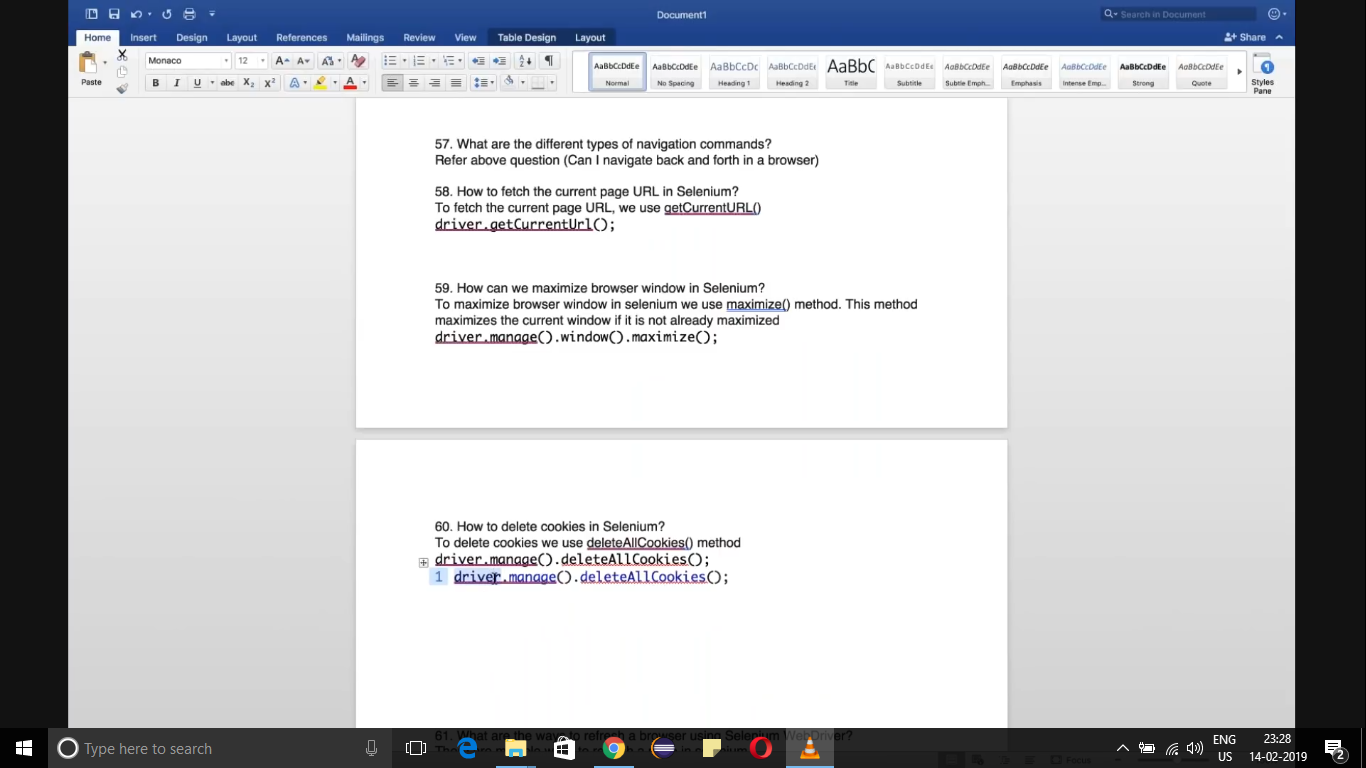 Document1
Search in Document
Home Insert Design Layout References Mailings Review View Table Design Layout
Share
Paste
Monaco 12
AaBbCcDdEe AaBbCcDdEe AaBbCcDc AaBbCcDdEe AaBbC AaBbCcDdEe AaBbCcDdEe AaBbCcDdEe AaBbCcDdEe AaBbCcDdEe AaBbCcDdEe
Normal No Spacing Heading 1 Heading 2 Title Subtitle Subtle Emph... Emphasis Intense Emp... Strong Quote
Styles
Pane
57. What are the different types of navigation commands?
Refer above question (Can I navigate back and forth in a browser)
58. How to fetch the current page URL in Selenium?
To fetch the current page URL, we use getCurrentURL()
driver.getCurrentUrl();
59. How can we maximize browser window in Selenium?
To maximize browser window in selenium we use maximize() method. This method
maximizes the current window if it is not already maximized
driver.manage().window().maximize();
60. How to delete cookies in Selenium?
To delete cookies we use deleteAllCookies() method
driver.manage().deleteAllCookies();
1 driver.manage().deleteAllCookies();
61. What are the ways to refresh a browser using Selenium WebDriver?
Type here to search
ENG
US
23:28
14-02-2019
2